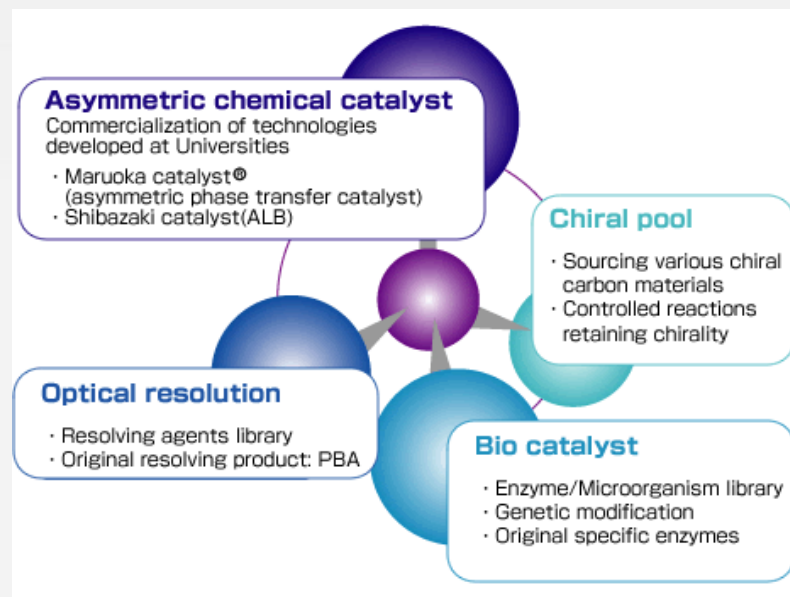 Asymmetric chemical catalyst
Commercialization of technologies
developed at Universities
・Maruoka catalyst®
(asymmetric phase transfer catalyst)
・Shibazaki catalyst(ALB)
Chiral pool
・Sourcing various chiral
carbon materials
・Controlled reactions
retaining chirality
Optical resolution
・Resolving agents library
・Original resolving product: PBA
Bio catalyst
・Enzyme/Microorganism library
・Genetic modification
・Original specific enzymes